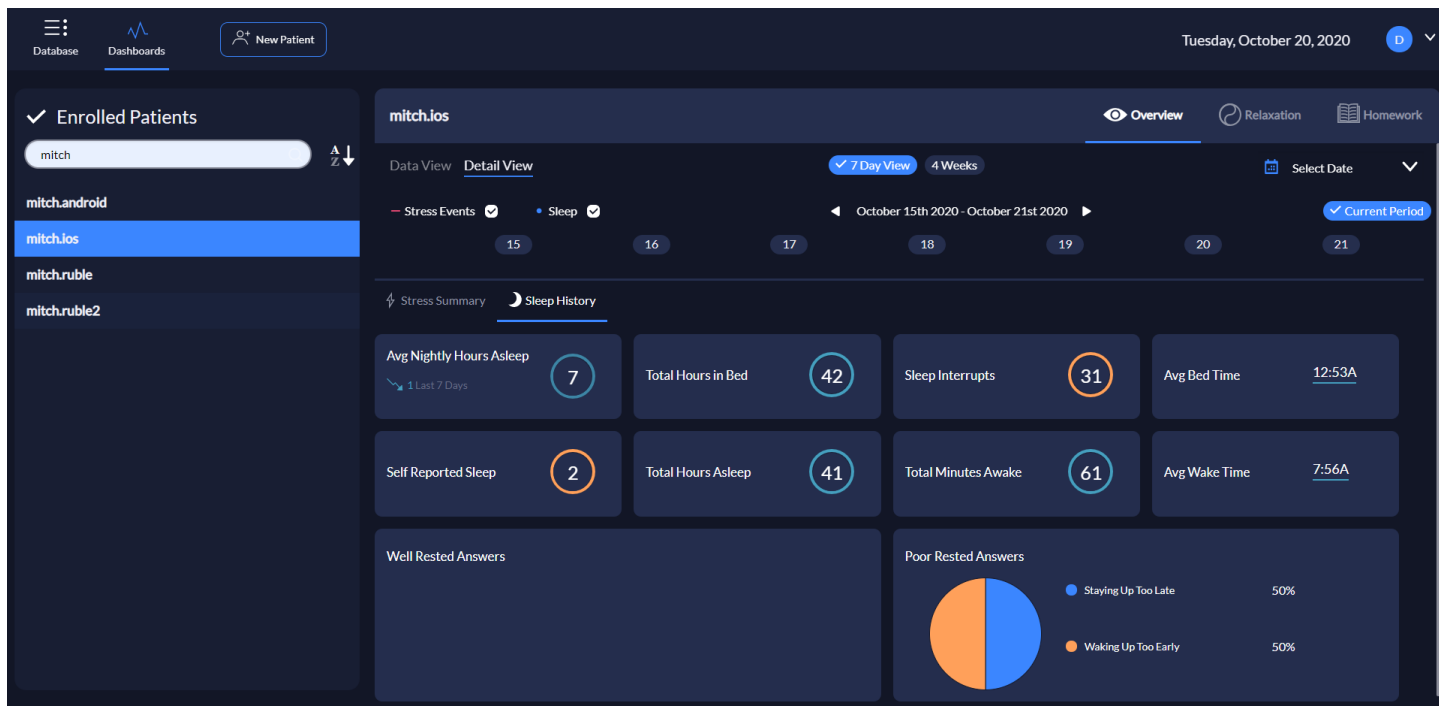 Database
Dashboards
New Patient
Tuesday, October 20, 2020
D
Enrolled Patients
mitch
A
Z
mitch.android
mitch.ios
mitch.ruble
mitch.ruble2
mitch.ios
Overview
Relaxation
Homework
Data View
Detail View
7 Day View
4 Weeks
Select Date
Stress Events
Sleep
October 15th 2020 - October 21st 2020
Current Period
15 16 17 18 19 20 21
Stress Summary
Sleep History
Avg Nightly Hours Asleep
1 Last 7 Days
7
Total Hours in Bed
42
Sleep Interrupts
31
Avg Bed Time
12:53A
Self Reported Sleep
2
Total Hours Asleep
41
Total Minutes Awake
61
Avg Wake Time
7:56A
Well Rested Answers
Poor Rested Answers
Staying Up Too Late 50%
Waking Up Too Early 50%